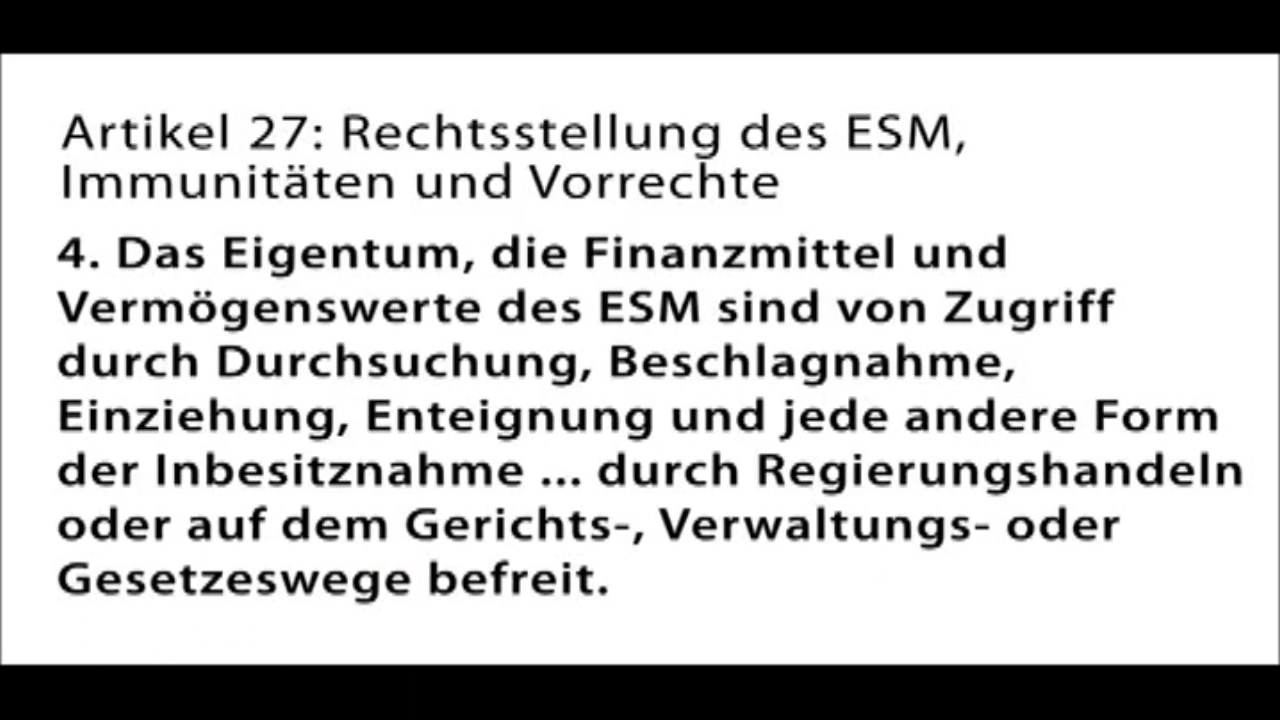 Artikel 27: Rechtsstellung des ESM,
Immunitäten und Vorrechte
4. Das Eigentum, die Finanzmittel und
Vermögenswerte des ESM sind von Zugriff
durch Durchsuchung, Beschlagnahme,
Einziehung, Enteignung und jede andere Form
der Inbesitznahme ... durch Regierungshandeln
oder auf dem Gerichts-, Verwaltungs- oder
Gesetzeswege befreit.